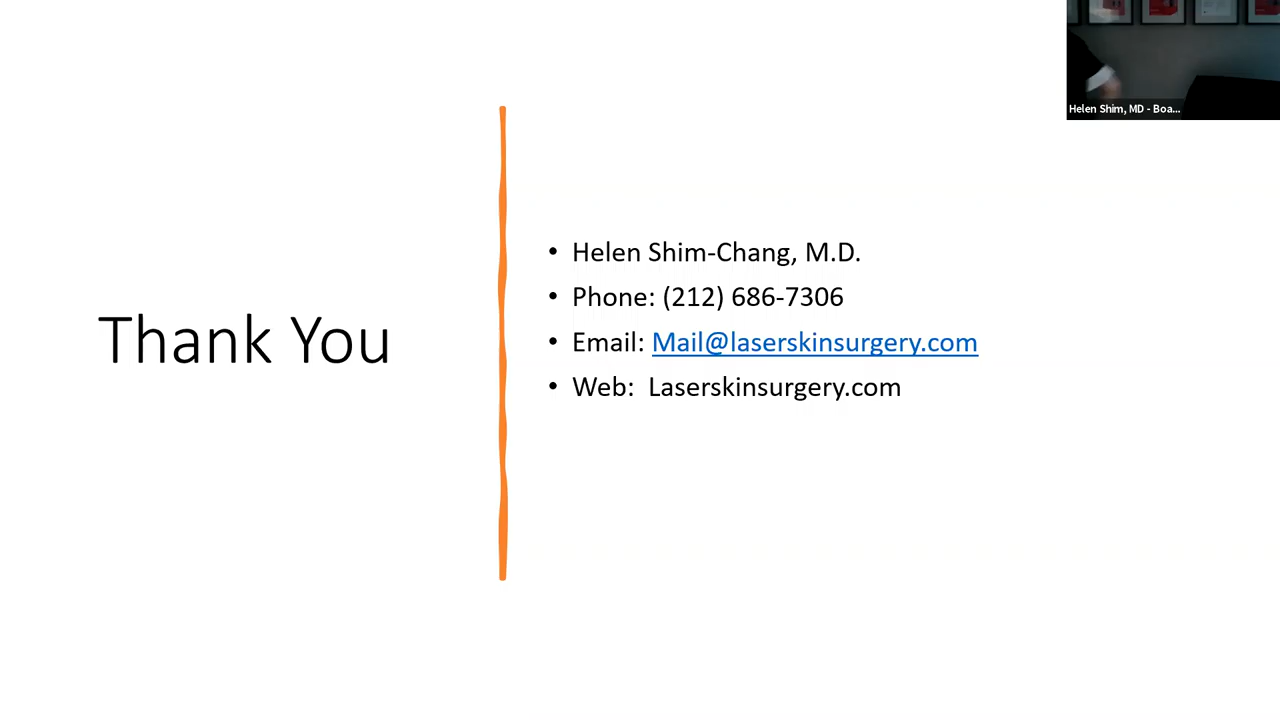 Helen Shim, MD - Boa...
Thank You
• Helen Shim-Chang, M.D.
• Phone: (212) 686-7306
• Email: Mail@laserskinsurgery.com
• Web: Laserskinsurgery.com